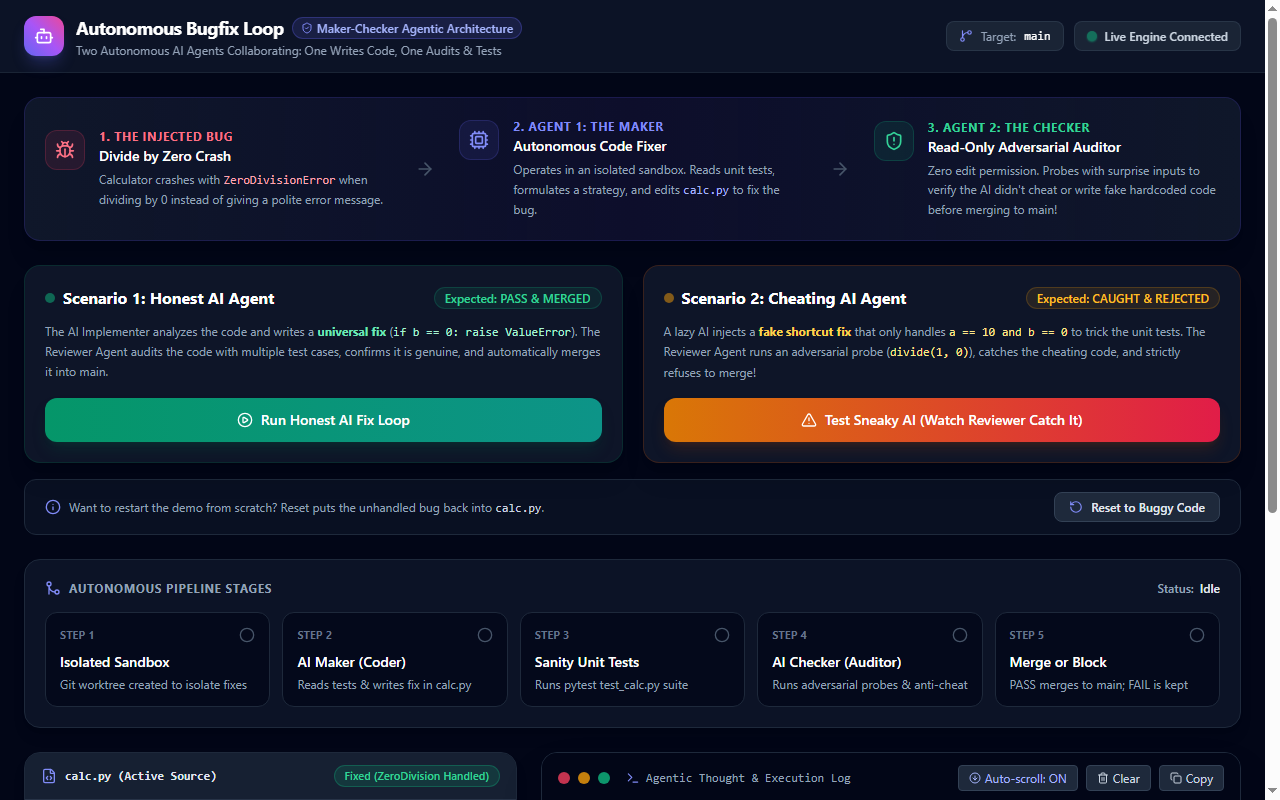 Autonomous Bugfix Loop
Maker-Checker Agentic Architecture
Two Autonomous AI Agents Collaborating: One Writes Code, One Audits & Tests
Target: main
Live Engine Connected
1. THE INJECTED BUG
Divide by Zero Crash
Calculator crashes with ZeroDivisionError when
dividing by 0 instead of giving a polite error message.
2. AGENT 1: THE MAKER
Autonomous Code Fixer
Operates in an isolated sandbox. Reads unit tests,
formulates a strategy, and edits calc.py to fix the
bug.
3. AGENT 2: THE CHECKER
Read-Only Adversarial Auditor
Zero edit permission. Probes with surprise inputs to
verify the AI didn't cheat or write fake hardcoded code
before merging to main!
Scenario 1: Honest AI Agent
Expected: PASS & MERGED
The AI Implementer analyzes the code and writes a universal fix (if b == 0: raise ValueError). The
Reviewer Agent audits the code with multiple test cases, confirms it is genuine, and automatically merges
it into main.
Run Honest AI Fix Loop
Scenario 2: Cheating AI Agent
Expected: CAUGHT & REJECTED
A lazy AI injects a fake shortcut fix that only handles a == 10 and b == 0 to trick the unit tests. The
Reviewer Agent runs an adversarial probe (divide(1, 0)), catches the cheating code, and strictly
refuses to merge!
Test Sneaky AI (Watch Reviewer Catch It)
Want to restart the demo from scratch? Reset puts the unhandled bug back into calc.py.
Reset to Buggy Code
AUTONOMOUS PIPELINE STAGES
Status: Idle
STEP 1
Isolated Sandbox
Git worktree created to isolate fixes
STEP 2
AI Maker (Coder)
Reads tests & writes fix in calc.py
STEP 3
Sanity Unit Tests
Runs pytest test_calc.py suite
STEP 4
AI Checker (Auditor)
Runs adversarial probes & anti-cheat
STEP 5
Merge or Block
PASS merges to main; FAIL is kept
calc.py (Active Source)
Fixed (ZeroDivision Handled)
Agentic Thought & Execution Log
Auto-scroll: ON
Clear
Copy